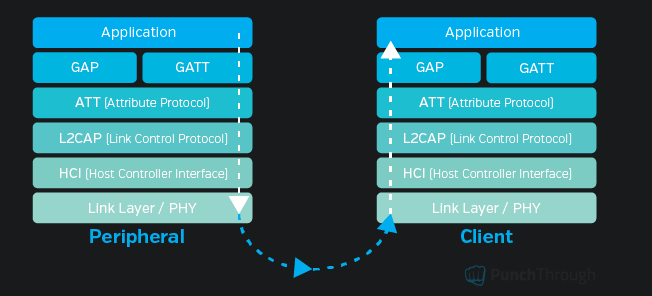 Application
GAP
GATT
ATT (Attribute Protocol)
L2CAP (Link Control Protocol)
HCI (Host Controller Interface)
Link Layer / PHY
Peripheral
Application
GAP
GATT
ATT (Attribute Protocol)
L2CAP (Link Control Protocol)
HCI (Host Controller Interface)
Link Layer / PHY
Client
PunchThrough